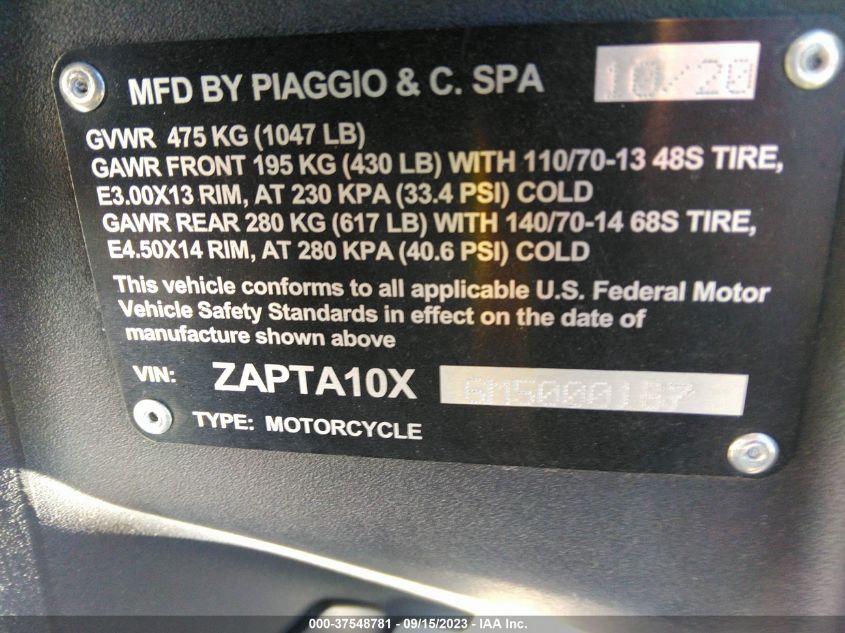 MFD BY PIAGGIO & C. SPA 10/20
GVWR 475 KG (1047 LB)
GAWR FRONT 195 KG (430 LB) WITH 110/70-13 48S TIRE,
E3.00X13 RIM, AT 230 KPA (33.4 PSI) COLD
GAWR REAR 280 KG (617 LB) WITH 140/70-14 68S TIRE,
E4.50X14 RIM, AT 280 KPA (40.6 PSI) COLD
This vehicle conforms to all applicable U.S. Federal Motor
Vehicle Safety Standards in effect on the date of
manufacture shown above
VIN: ZAPTA10X
TYPE: MOTORCYCLE
000-37548781 - 09/15/2023 - IAA Inc.